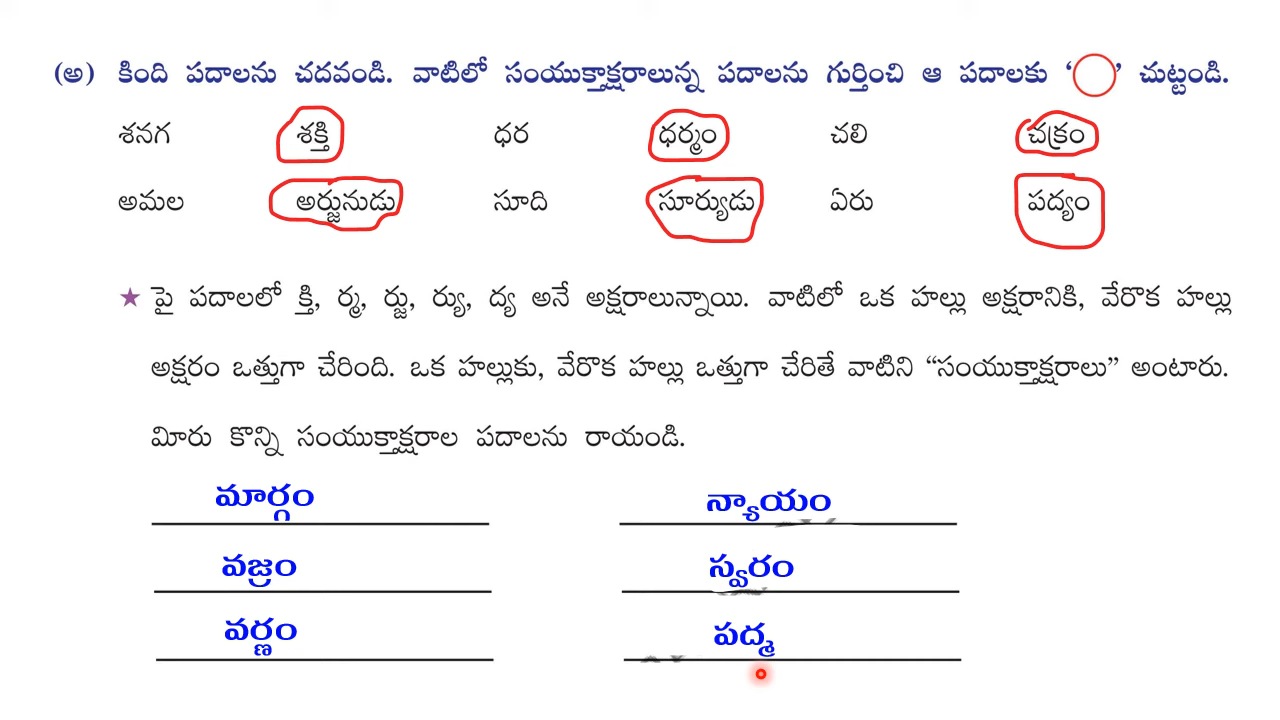 (అ) కింది పదాలను చదవండి. వాటిలో సంయుక్తాక్షరాలున్న పదాలను గుర్తించి ఆ పదాలకు ‘◯’ చుట్టండి.
శనగ శక్తి ధర ధర్మం చలి చక్రం
అమల అర్జునుడు సూది సూర్యుడు ఏరు పద్యం
★ పై పదాలలో క్తి, ర్మ, ర్జు, ర్యు, ద్య అనే అక్షరాలున్నాయి. వాటిలో ఒక హల్లు అక్షరానికి, వేరొక హల్లు
అక్షరం ఒత్తుగా చేరింది. ఒక హల్లుకు, వేరొక హల్లు ఒత్తుగా చేరితే వాటిని “సంయుక్తాక్షరాలు” అంటారు.
మీరు కొన్ని సంయుక్తాక్షరాల పదాలను రాయండి.
మార్గం న్యాయం
వజ్రం స్వరం
వర్ణం పద్మ